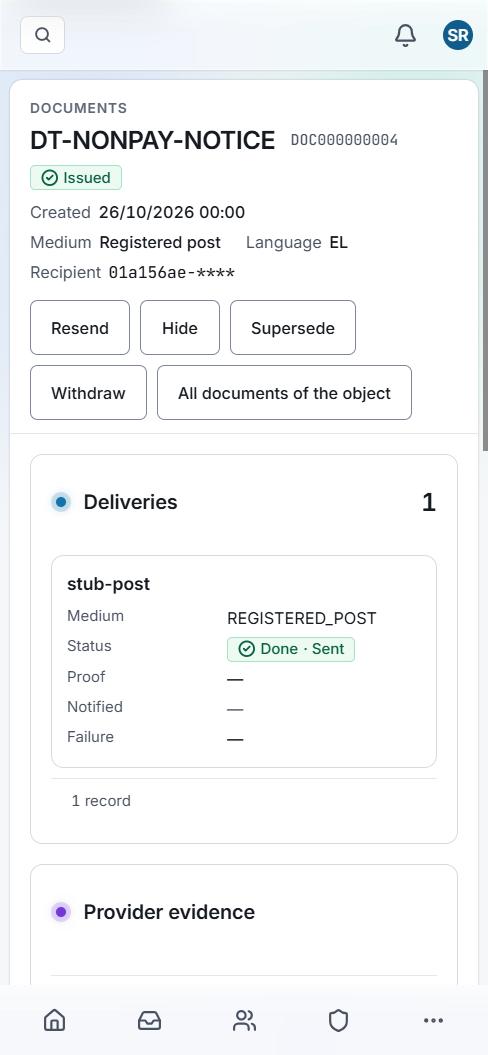 SR
DOCUMENTS
DT-NONPAY-NOTICE DOC000000004
Issued
Created 26/10/2026 00:00
Medium Registered post Language EL
Recipient 01a156ae-****
Resend Hide Supersede
Withdraw All documents of the object
Deliveries 1
stub-post
Medium REGISTERED_POST
Status Done · Sent
Proof —
Notified —
Failure —
1 record
Provider evidence